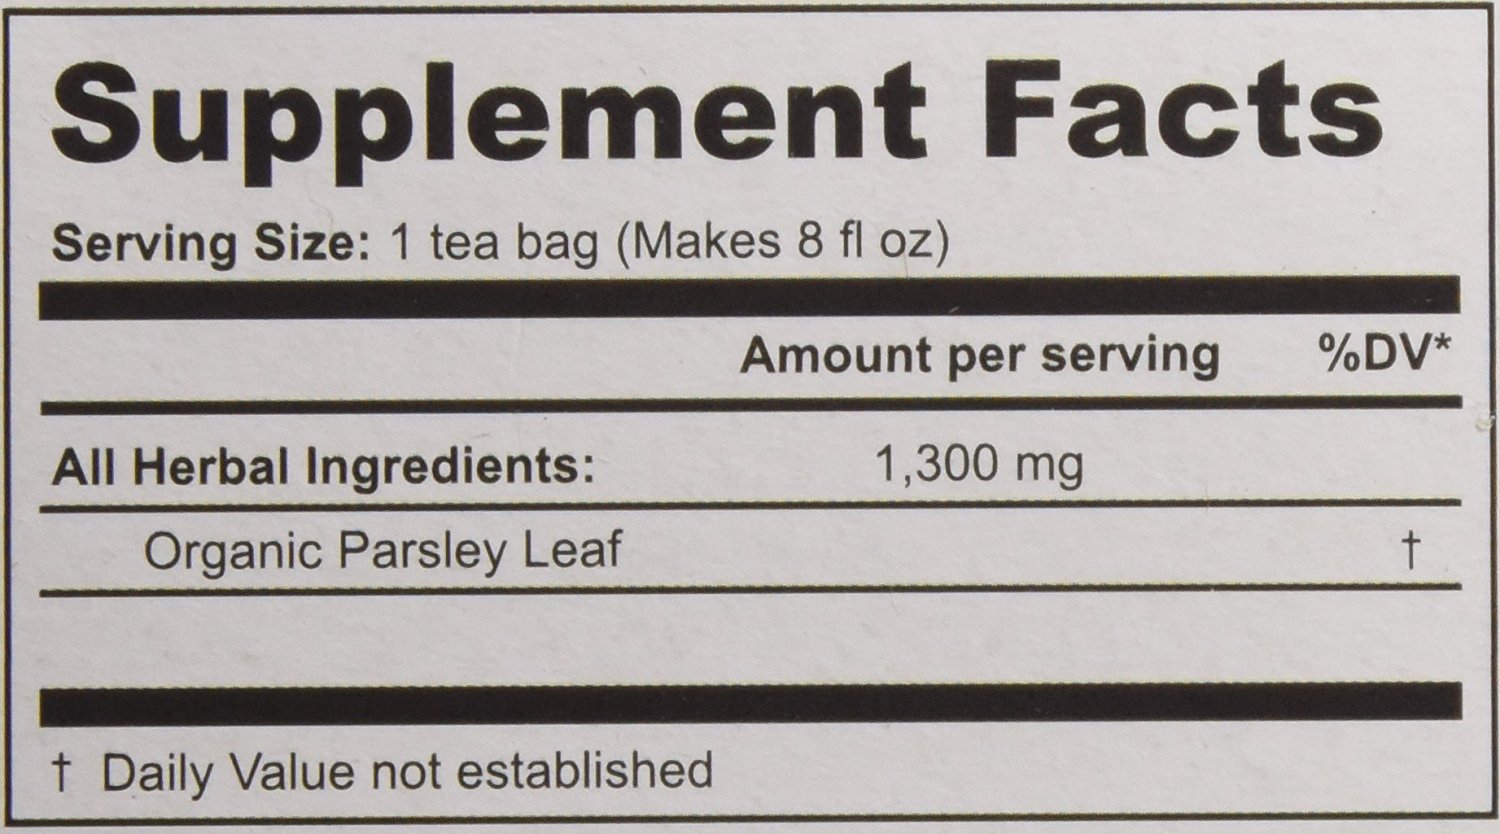 Supplement Facts
Serving Size: 1 tea bag (Makes 8 fl oz)
Amount per serving %DV*
All Herbal Ingredients: 1,300 mg
Organic Parsley Leaf †
† Daily Value not established